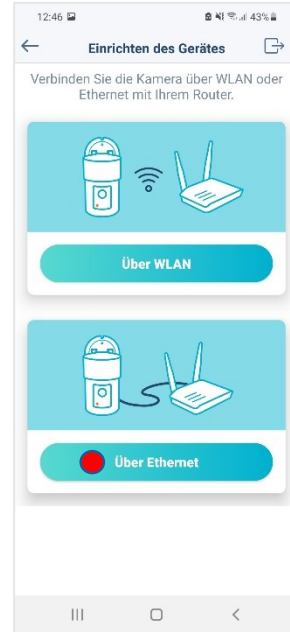 12:46 43%
Einrichten des Gerätes
Verbinden Sie die Kamera über WLAN oder
Ethernet mit Ihrem Router.
Über WLAN
Über Ethernet